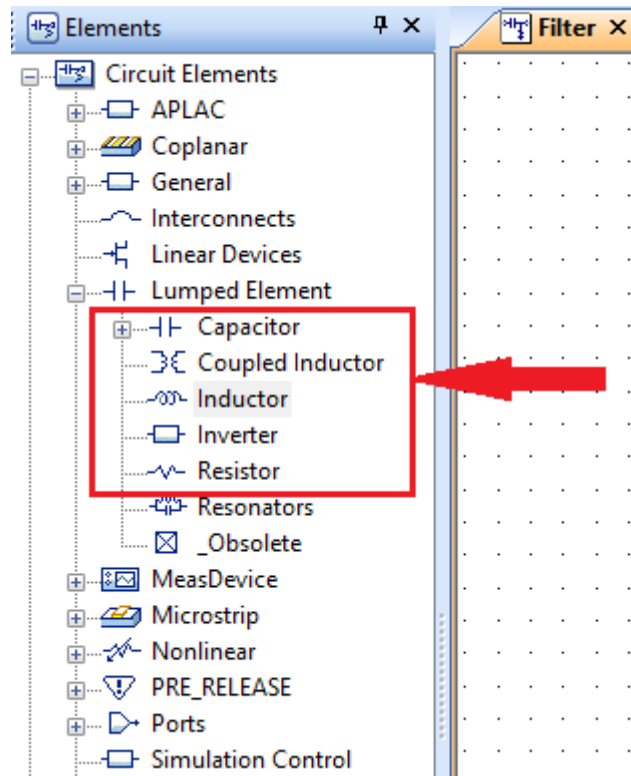 Elements
Filter
Circuit Elements
APLAC
Coplanar
General
Interconnects
Linear Devices
Lumped Element
Capacitor
Coupled Inductor
Inductor
Inverter
Resistor
Resonators
_Obsolete
MeasDevice
Microstrip
Nonlinear
PRE_RELEASE
Ports
Simulation Control